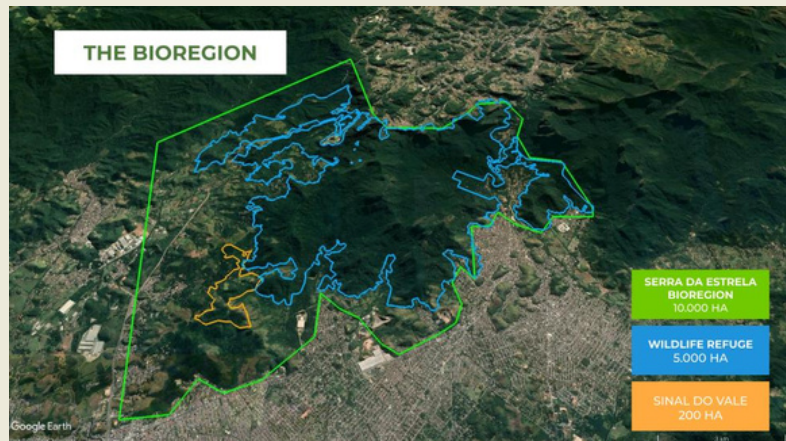 THE BIOREGION
SERRA DA ESTRELA
BIOREGION
10.000 HA
WILDLIFE REFUGE
5.000 HA
SINAL DO VALE
200 HA
Google Earth